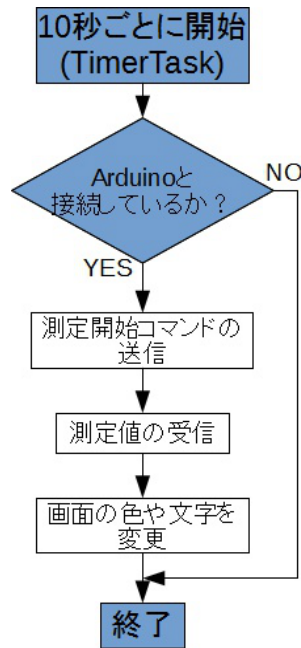 10秒ごとに開始
(TimerTask)
Arduinoと
接続しているか？
NO
YES
測定開始コマンドの
送信
測定値の受信
画面の色や文字を
変更
終了